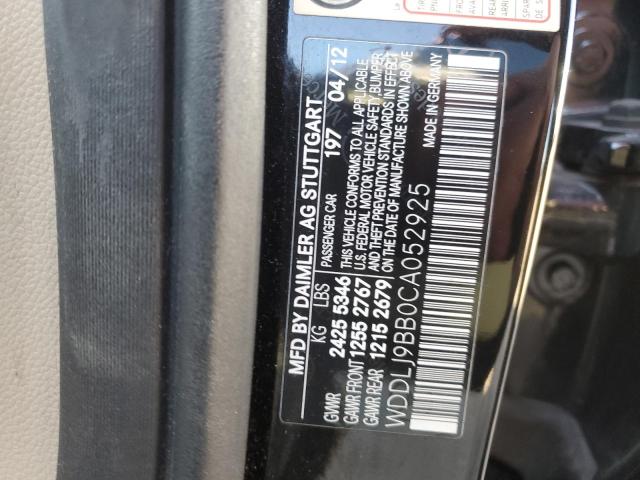 MFD BY DAIMLER AG STUTTGART
KG LBS PASSENGER CAR 197 04/12
GVWR 2425 5346 THIS VEHICLE CONFORMS TO ALL APPLICABLE
GAWR FRONT 1255 2767 U.S. FEDERAL MOTOR VEHICLE SAFETY, BUMPER
GAWR REAR 1215 2679 AND THEFT PREVENTION STANDARDS IN EFFECT
ON THE DATE OF MANUFACTURE SHOWN ABOVE
WDDLJ9BB0CA052925 MADE IN GERMANY